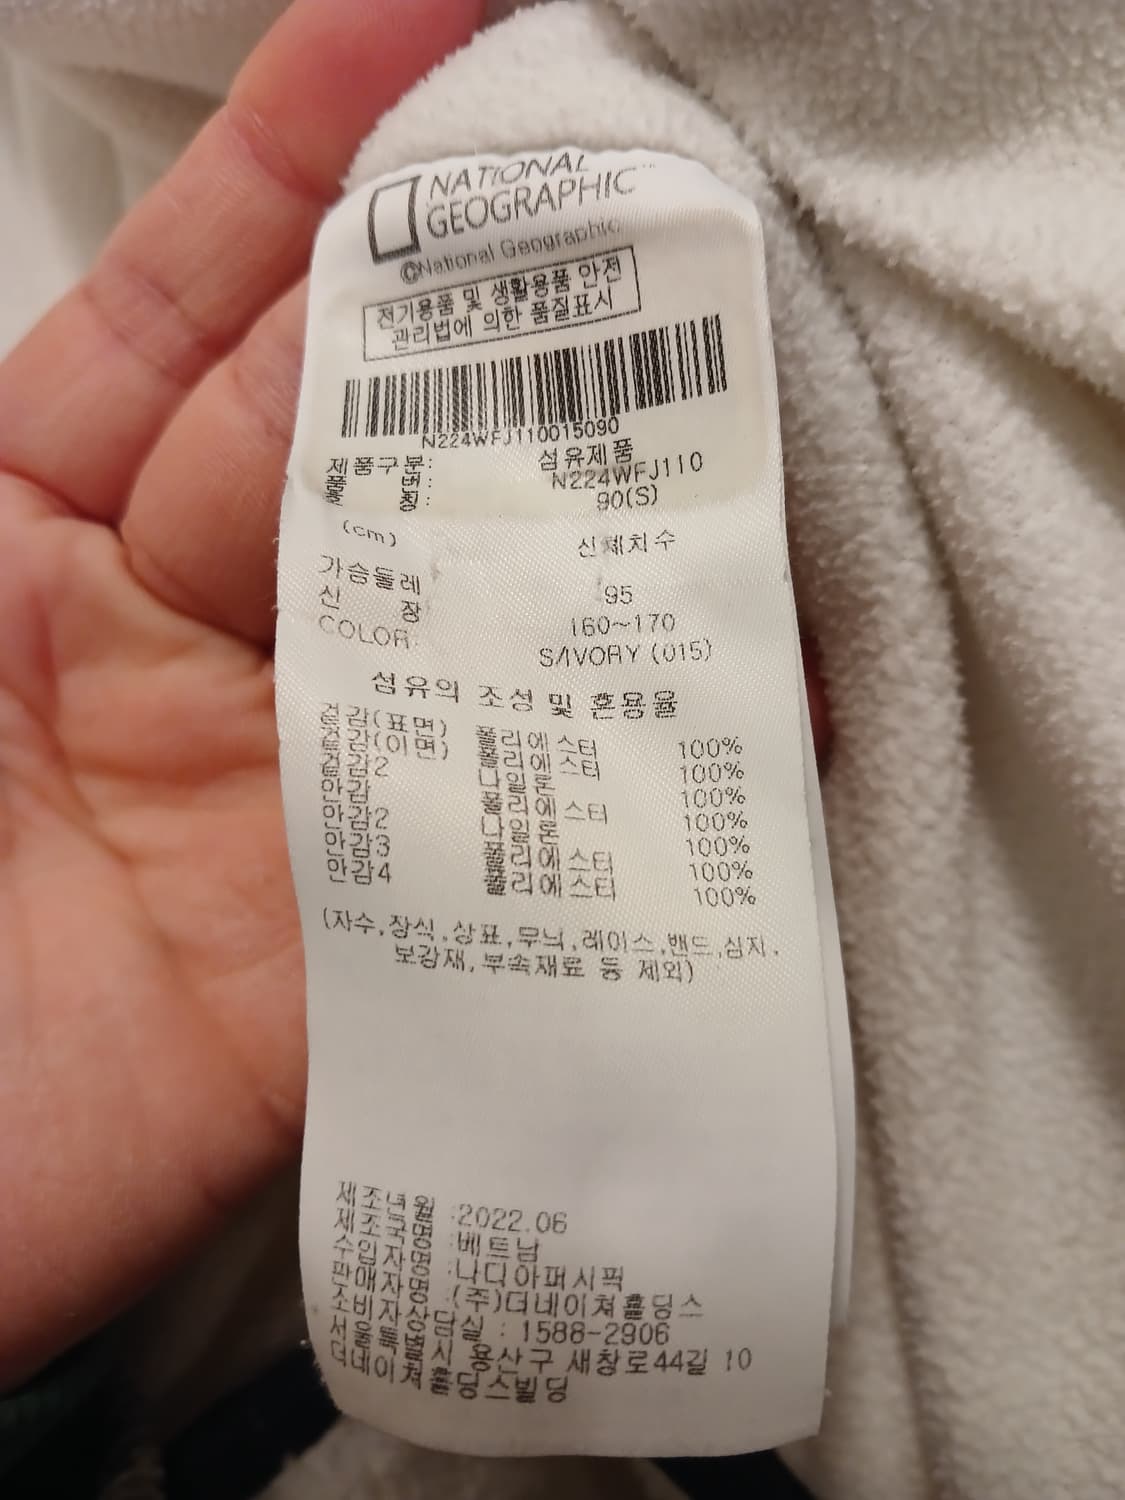 NATIONAL
GEOGRAPHIC™
©National Geographic
전기용품 및 생활용품 안전
관리법에 의한 품질표시
N224WFJ110015090
제품구분: 섬유제품
품 번: N224WFJ110
호 칭: 90(S)
(cm) 신체치수
가슴둘레 95
신 장 160~170
COLOR: S/IVORY (015)
섬유의 조성 및 혼용율
겉감(표면) 폴리에스터 100%
겉감(이면) 폴리에스터 100%
겉감2 나일론 100%
안감 폴리에스터 100%
안감2 나일론 100%
안감3 폴리에스터 100%
안감4 폴리에스터 100%
(자수,장식,상표,무늬,레이스,밴드,심지,
보강재,부속재료 등 제외)
제조년월 :2022.06
제조국명 :베트남
수입자명 :나디아퍼시픽
판매자명 :(주)더네이쳐홀딩스
소비자상담실 : 1588-2906
서울특별시 용산구 새창로44길 10
더네이쳐홀딩스빌딩